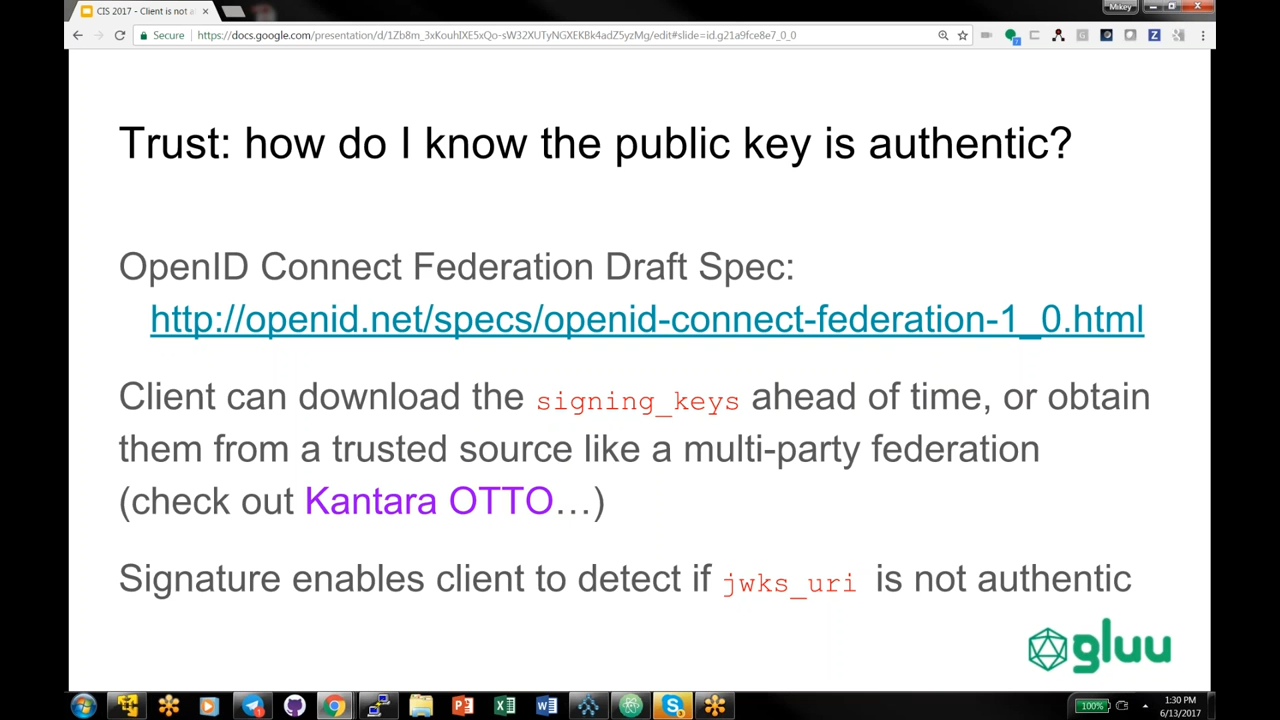 CIS 2017 - Client is not a
Mikey
Secure
https://docs.google.com/presentation/d/1Zb8m_3xKouhlXE5xQo-sW32XUTyNGXEKBk4adZ5yzMg/edit#slide=id.g21a9fce8e7_0_0
Trust: how do I know the public key is authentic?
OpenID Connect Federation Draft Spec:
http://openid.net/specs/openid-connect-federation-1_0.html
Client can download the signing_keys ahead of time, or obtain
them from a trusted source like a multi-party federation
(check out Kantara OTTO…)
Signature enables client to detect if jwks_uri is not authentic
gluu
100%
1:30 PM
6/13/2017